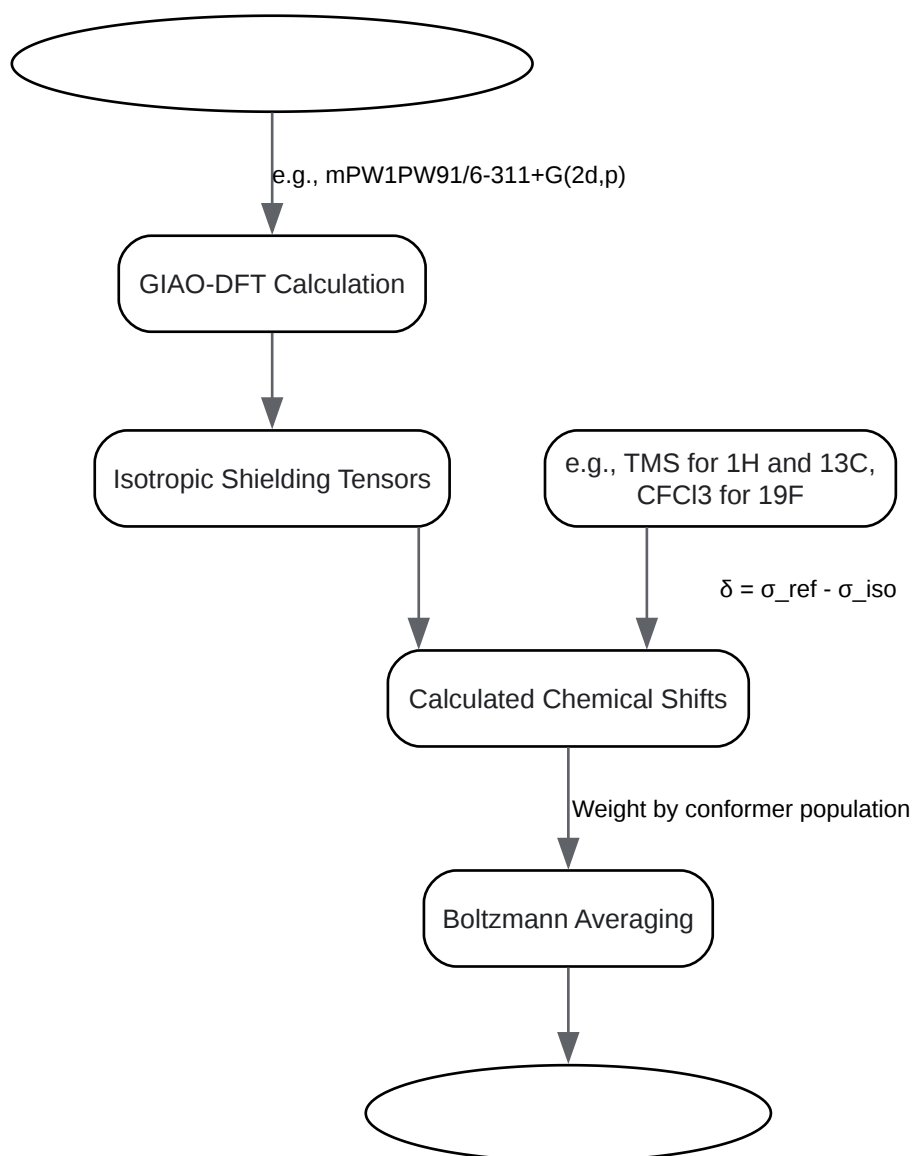 e.g., mPW1PW91/6-311+G(2d,p)
GIAO-DFT Calculation
Isotropic Shielding Tensors
e.g., TMS for 1H and 13C,
CFCl3 for 19F
δ = σ_ref - σ_iso
Calculated Chemical Shifts
Weight by conformer population
Boltzmann Averaging